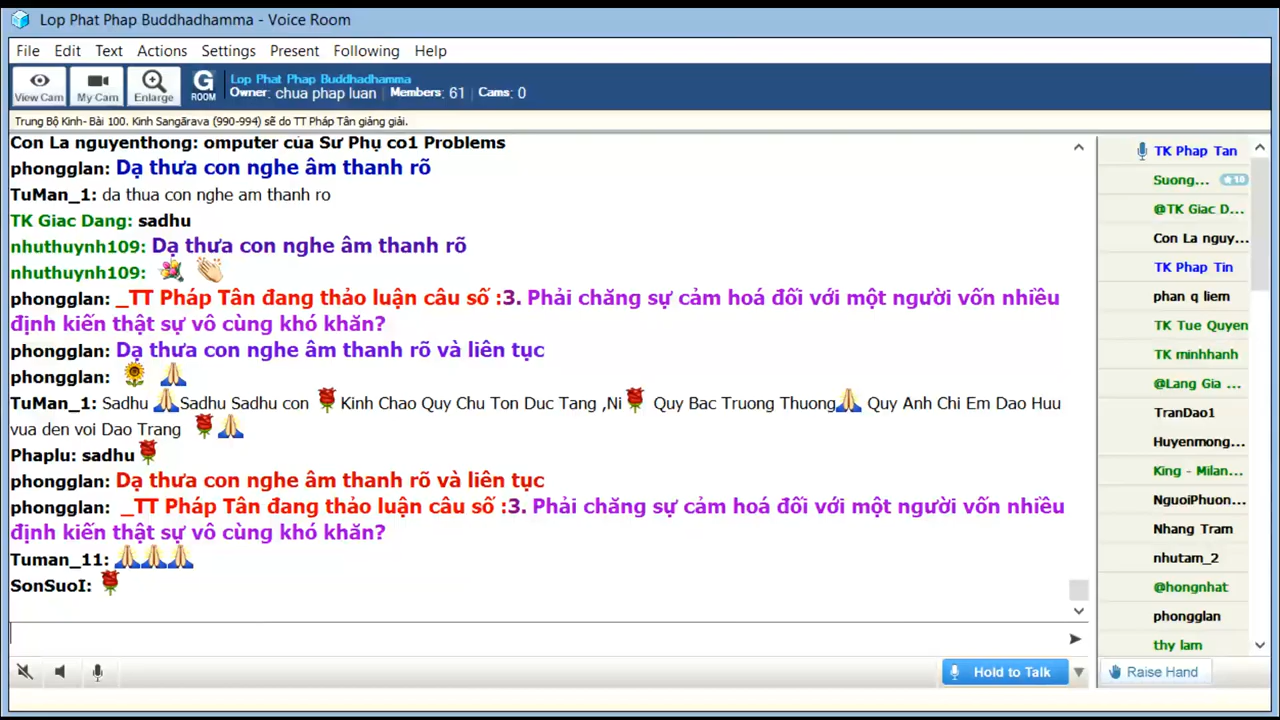 Lop Phat Phap Buddhadhamma - Voice Room
File Edit Text Actions Settings Present Following Help
View Cam My Cam Enlarge G ROOM
Lop Phat Phap Buddhadhamma
Owner: chua phap luan Members: 61 Cams: 0
Trung Bộ Kinh- Bài 100. Kinh Sangārava (990-994) sẽ do TT Pháp Tân giảng giải.
Con La nguyenthong: omputer của Sư Phụ co1 Problems
phongglan: Dạ thưa con nghe âm thanh rõ
TuMan_1: da thua con nghe am thanh ro
TK Giac Dang: sadhu
nhuthuynh109: Dạ thưa con nghe âm thanh rõ
nhuthuynh109:
phongglan: _TT Pháp Tân đang thảo luận câu số :3. Phải chăng sự cảm hoá đối với một người vốn nhiều
định kiến thật sự vô cùng khó khăn?
phongglan: Dạ thưa con nghe âm thanh rõ và liên tục
phongglan:
TuMan_1: Sadhu Sadhu Sadhu con Kinh Chao Quy Chu Ton Duc Tang ,Ni Quy Bac Truong Thuong Quy Anh Chi Em Dao Huu
vua den voi Dao Trang
Phaplu: sadhu
phongglan: Dạ thưa con nghe âm thanh rõ và liên tục
phongglan: _TT Pháp Tân đang thảo luận câu số :3. Phải chăng sự cảm hoá đối với một người vốn nhiều
định kiến thật sự vô cùng khó khăn?
Tuman_11:
SonSuoI:
Hold to Talk
TK Phap Tan
Suong... ★10
@TK Giac D...
Con La nguy...
TK Phap Tin
phan q liem
TK Tue Quyen
TK minhhanh
@Lang Gia ...
TranDao1
Huyenmong...
King - Milan...
NguoiPhuon...
Nhang Tram
nhutam_2
@hongnhat
phongglan
thy lam
Raise Hand